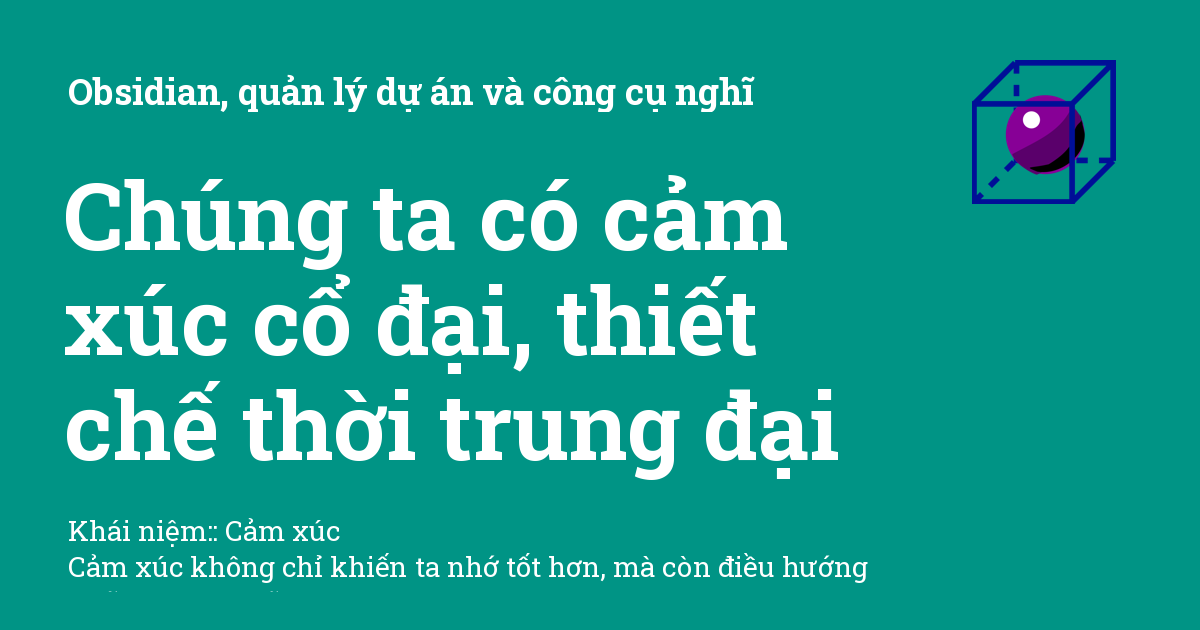 Obsidian, quản lý dự án và công cụ nghĩ
Chúng ta có cảm
xúc cổ đại, thiết
chế thời trung đại
Khái niệm:: Cảm xúc
Cảm xúc không chỉ khiến ta nhớ tốt hơn, mà còn điều hướng